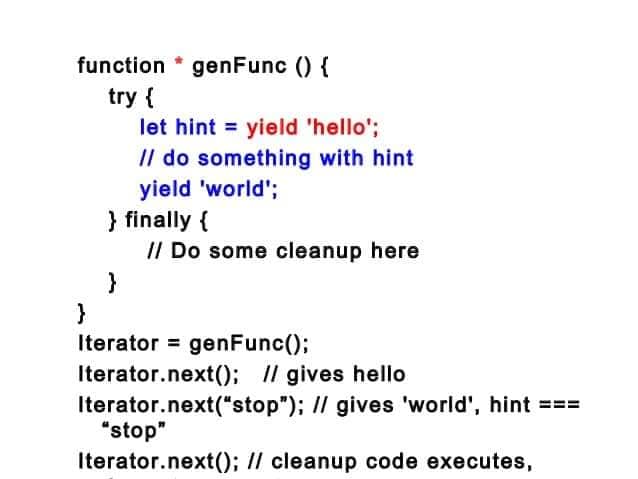 function * genFunc () {
try {
let hint = yield 'hello';
// do something with hint
yield 'world';
} finally {
// Do some cleanup here
}
}
Iterator = genFunc();
Iterator.next(); // gives hello
Iterator.next(“stop”); // gives 'world', hint ===
“stop”
Iterator.next(); // cleanup code executes,